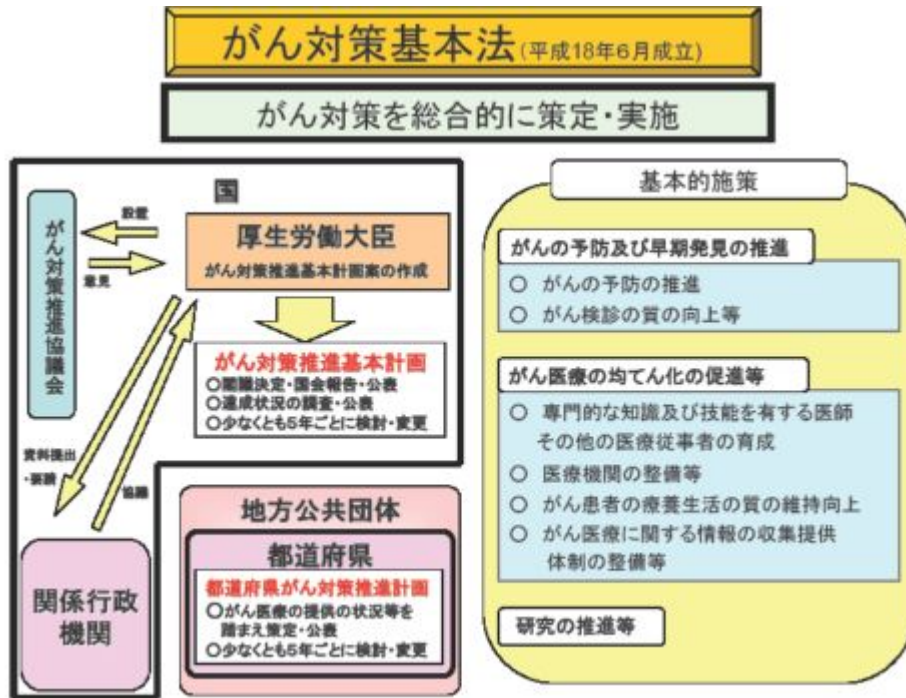 がん対策基本法(平成18年6月成立)
がん対策を総合的に策定・実施
国
がん対策推進協議会
設置
意見
厚生労働大臣
がん対策推進基本計画案の作成
がん対策推進基本計画
○閣議決定・国会報告・公表
○達成状況の調査・公表
○少なくとも5年ごとに検討・変更
資料提出
・要請
協議
関係行政
機関
地方公共団体
都道府県
都道府県がん対策推進計画
○がん医療の提供の状況等を
踏まえ策定・公表
○少なくとも5年ごとに検討・変更
基本的施策
がんの予防及び早期発見の推進
○ がんの予防の推進
○ がん検診の質の向上等
がん医療の均てん化の促進等
○ 専門的な知識及び技能を有する医師
その他の医療従事者の育成
○ 医療機関の整備等
○ がん患者の療養生活の質の維持向上
○ がん医療に関する情報の収集提供
体制の整備等
研究の推進等